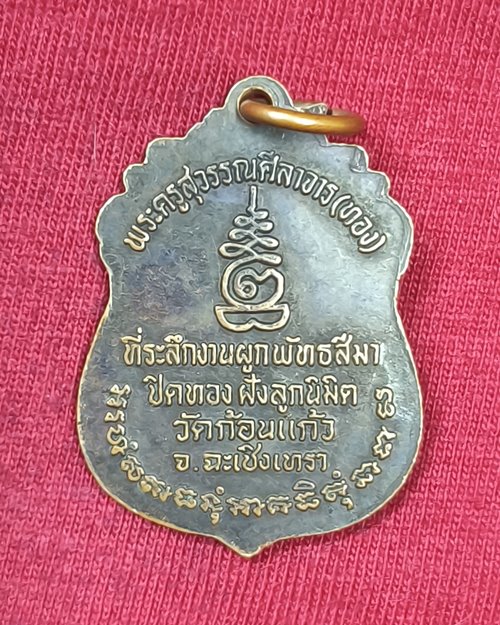 พระครูสุวรรณศีลาจาร(ทอง)
ที่ระลึกงานผูกพัทธสีมา
ปิดทอง ฝังลูกนิมิต
วัดก้อนแก้ว
จ.ฉะเชิงเทรา